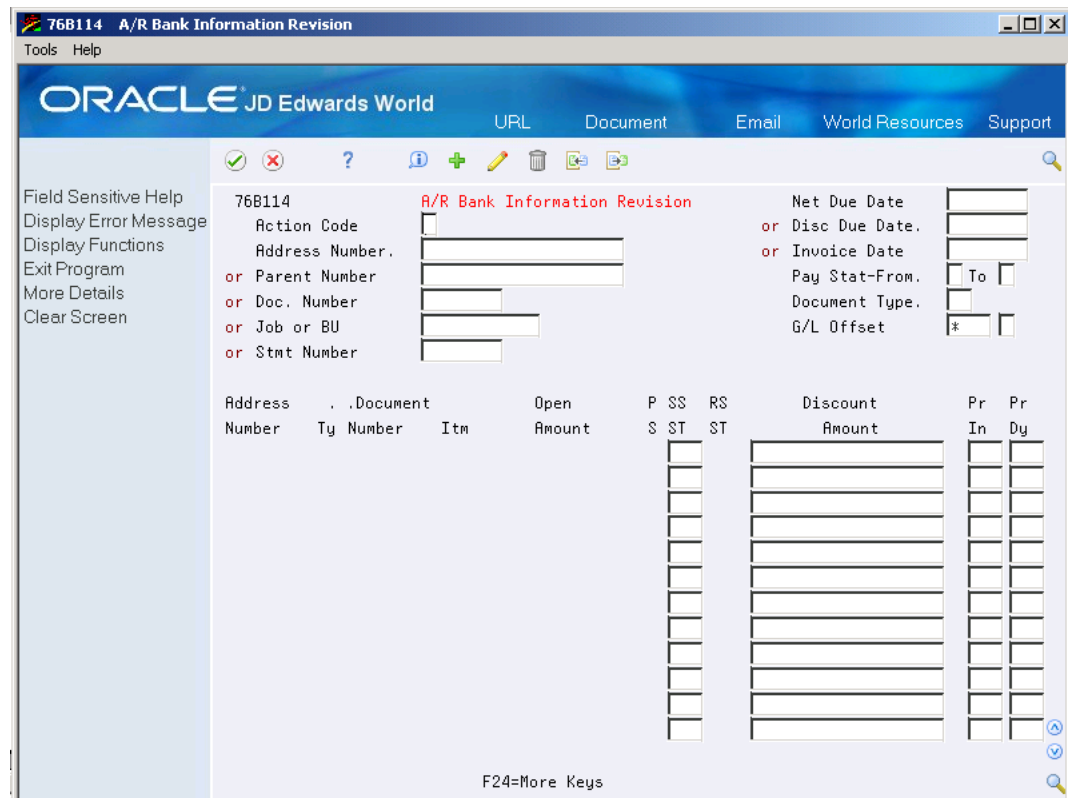 76B114 A/R Bank Information Revision
Tools Help
ORACLE JD Edwards World
URL Document Email World Resources Support
?
Field Sensitive Help
Display Error Message
Display Functions
Exit Program
More Details
Clear Screen
76B114 A/R Bank Information Revision Net Due Date
Action Code or Disc Due Date.
Address Number. or Invoice Date
or Parent Number Pay Stat-From. To
or Doc. Number Document Type.
or Job or BU G/L Offset *
or Stmt Number
Address . .Document Open P SS RS Discount Pr Pr
Number Ty Number Itm Amount S ST ST Amount In Dy
F24=More Keys